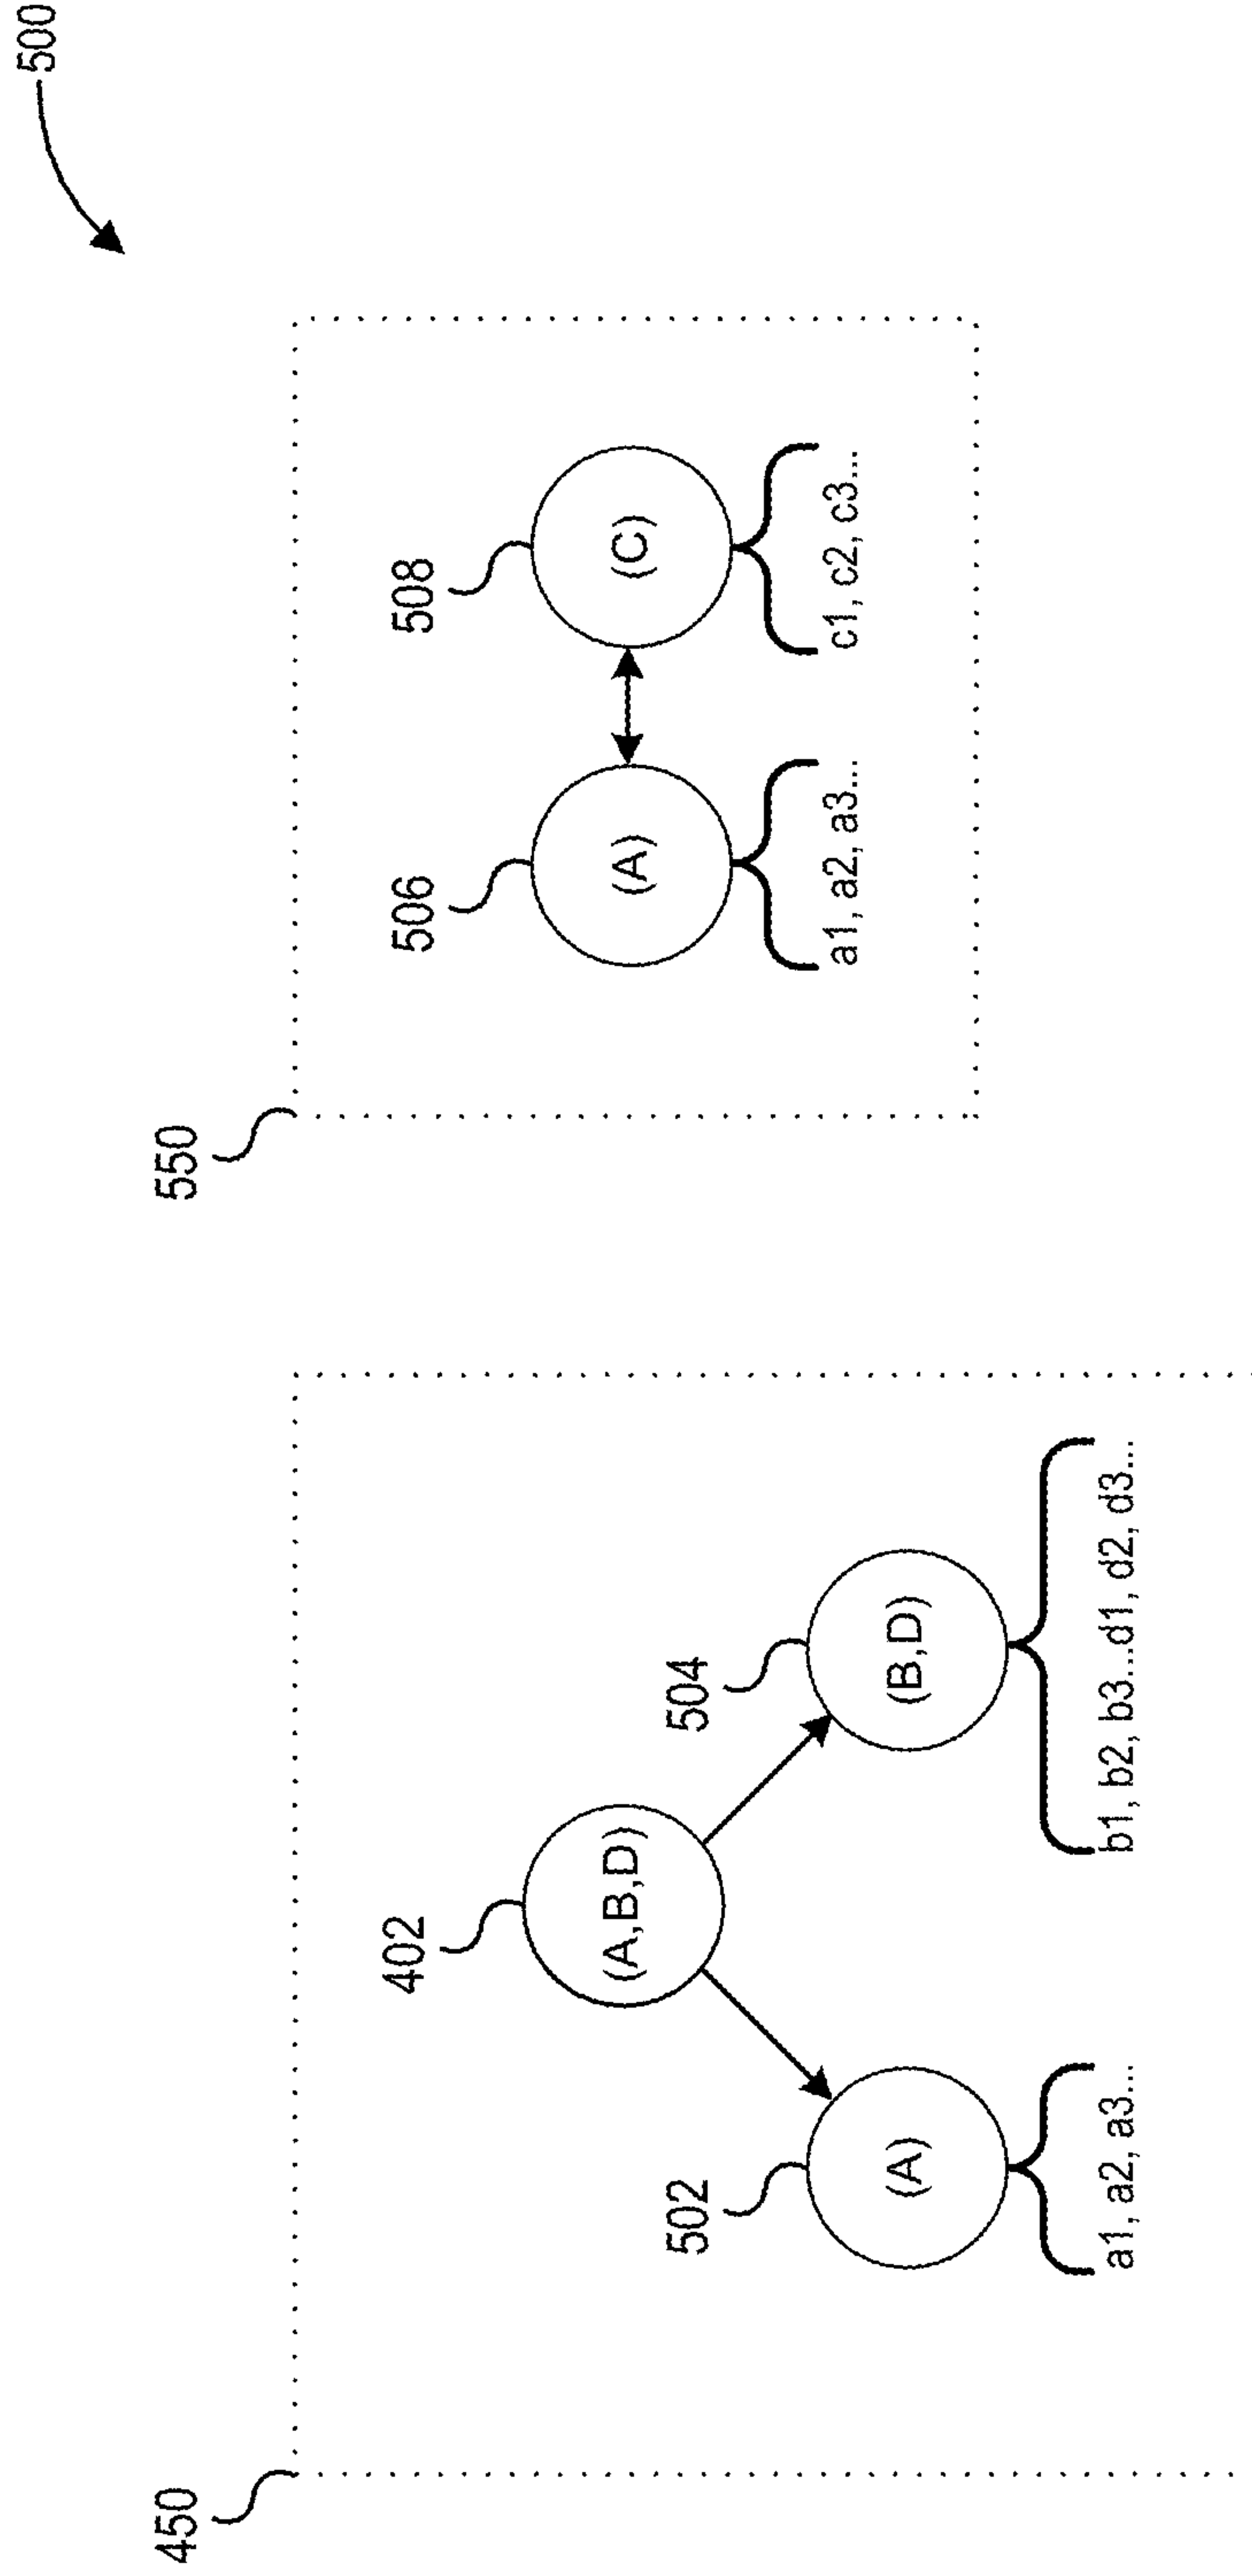 500
450
550
402
(A,B,D)
502
(A)
a1, a2, a3...
504
(B,D)
b1, b2, b3...d1, d2, d3...
506
(A)
a1, a2, a3...
508
(C)
c1, c2, c3...